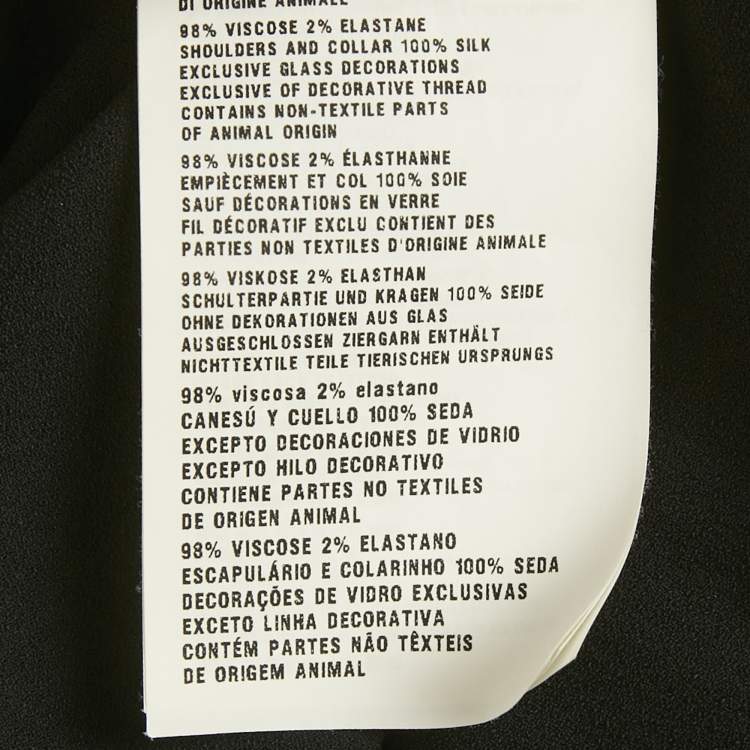 DI ORIGINE ANIMALE
98% VISCOSE 2% ELASTANE
SHOULDERS AND COLLAR 100% SILK
EXCLUSIVE GLASS DECORATIONS
EXCLUSIVE OF DECORATIVE THREAD
CONTAINS NON-TEXTILE PARTS
OF ANIMAL ORIGIN
98% VISCOSE 2% ÉLASTHANNE
EMPIÈCEMENT ET COL 100% SOIE
SAUF DÉCORATIONS EN VERRE
FIL DÉCORATIF EXCLU CONTIENT DES
PARTIES NON TEXTILES D'ORIGINE ANIMALE
98% VISKOSE 2% ELASTHAN
SCHULTERPARTIE UND KRAGEN 100% SEIDE
OHNE DEKORATIONEN AUS GLAS
AUSGESCHLOSSEN ZIERGARN ENTHÄLT
NICHTTEXTILE TEILE TIERISCHEN URSPRUNGS
98% viscosa 2% elastano
CANESÚ Y CUELLO 100% SEDA
EXCEPTO DECORACIONES DE VIDRIO
EXCEPTO HILO DECORATIVO
CONTIENE PARTES NO TEXTILES
DE ORIGEN ANIMAL
98% VISCOSE 2% ELASTANO
ESCAPULÁRIO E COLARINHO 100% SEDA
DECORAÇÕES DE VIDRO EXCLUSIVAS
EXCETO LINHA DECORATIVA
CONTÉM PARTES NÃO TÊXTEIS
DE ORIGEM ANIMAL